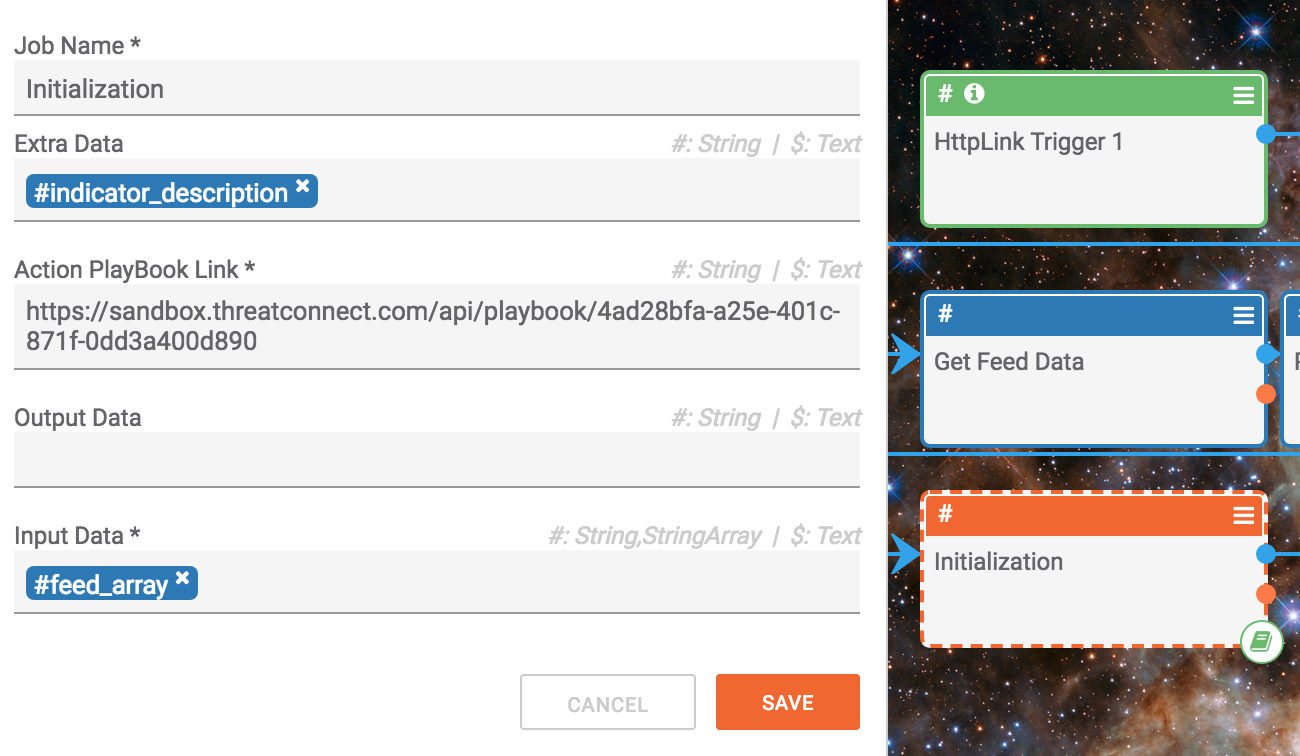 Job Name *
Initialization
Extra Data
#: String | $: Text
#indicator_description ×
Action PlayBook Link *
#: String | $: Text
https://sandbox.threatconnect.com/api/playbook/4ad28bfa-a25e-401c-
871f-0dd3a400d890
Output Data
#: String | $: Text
Input Data *
#: String,StringArray | $: Text
#feed_array ×
CANCEL
SAVE
#
HttpLink Trigger 1
#
Get Feed Data
#
Initialization